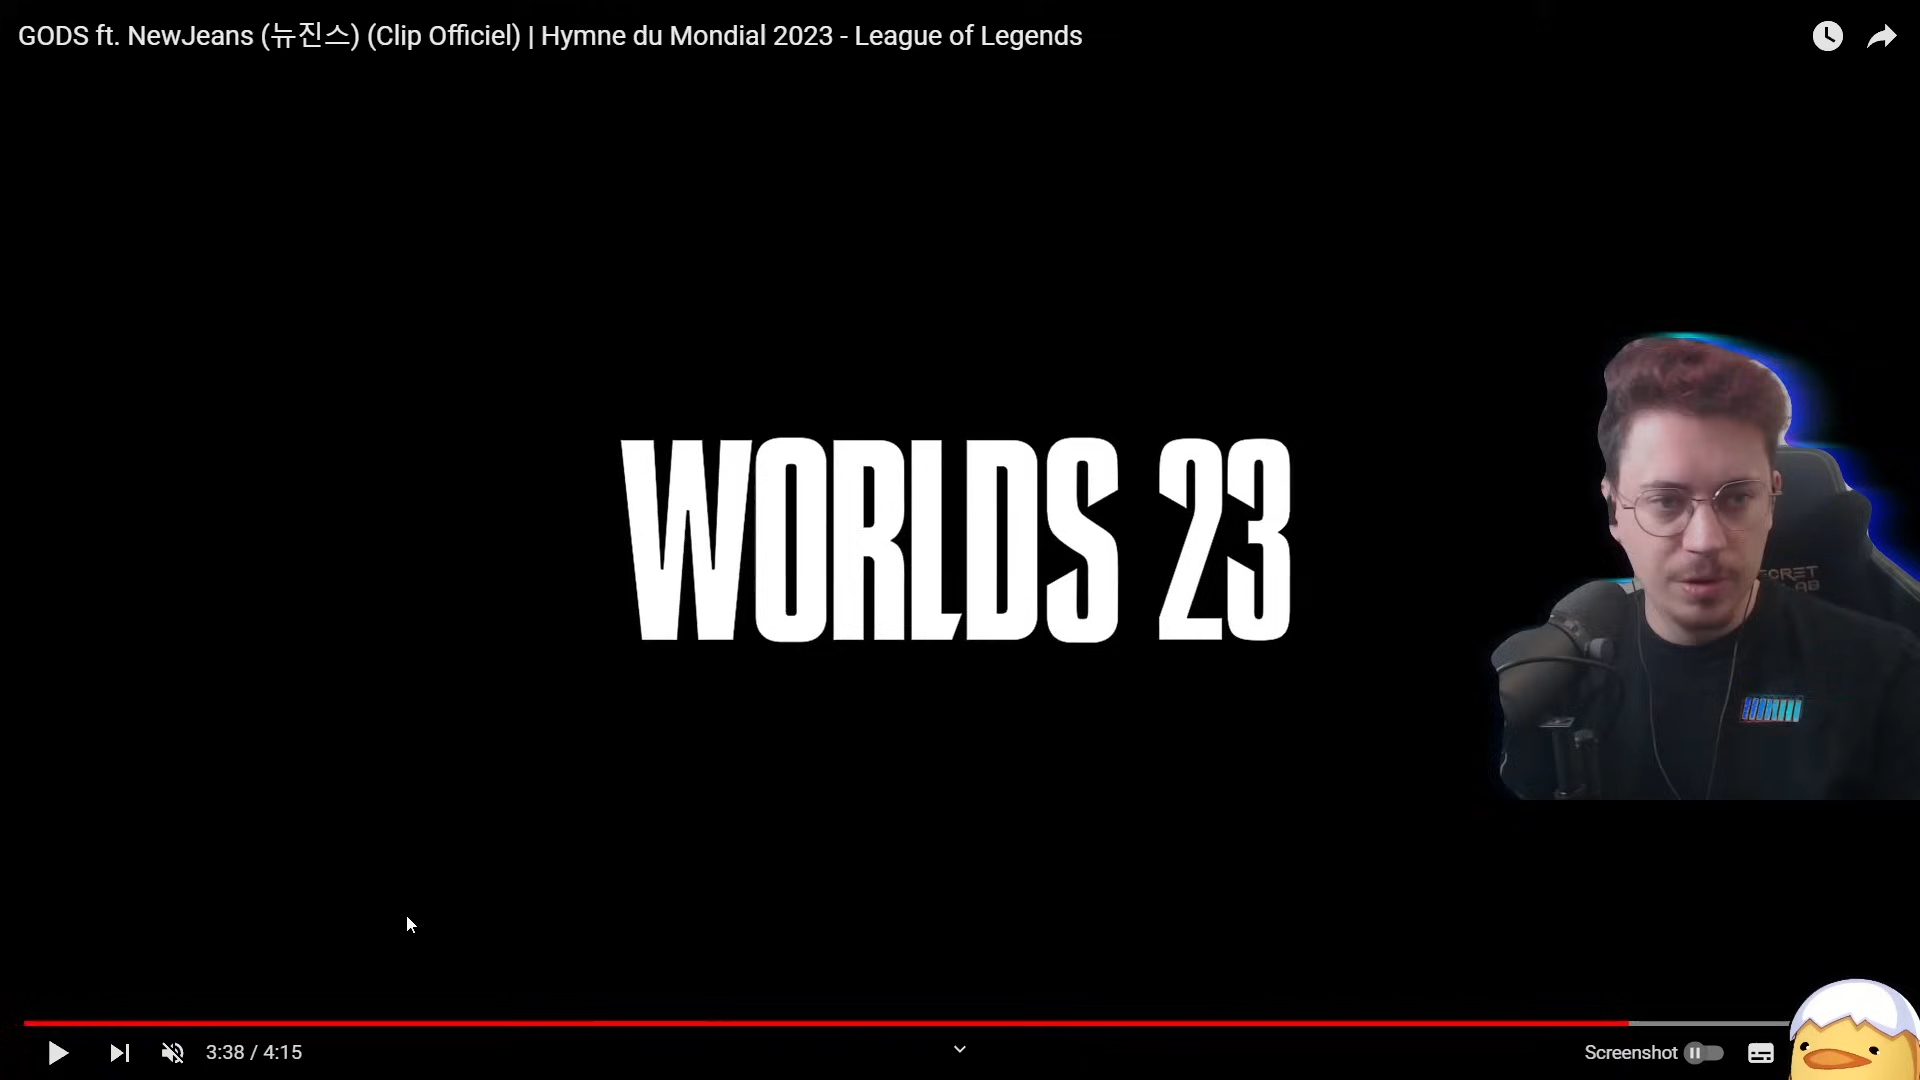 GODS ft. NewJeans (뉴진스) (Clip Officiel) | Hymne du Mondial 2023 - League of Legends
WORLDS 23
3:38 / 4:15
Screenshot